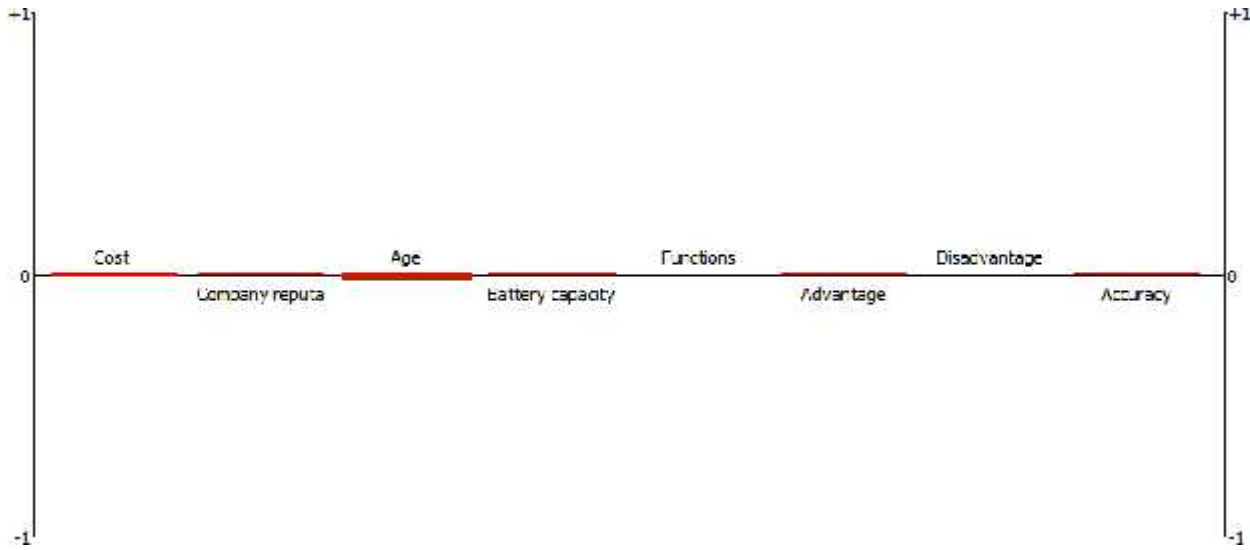 +1 +1
Cost Age Functions Disadvantage
0 0
Company reputa Battery capacity Advantage Accuracy
-1 -1